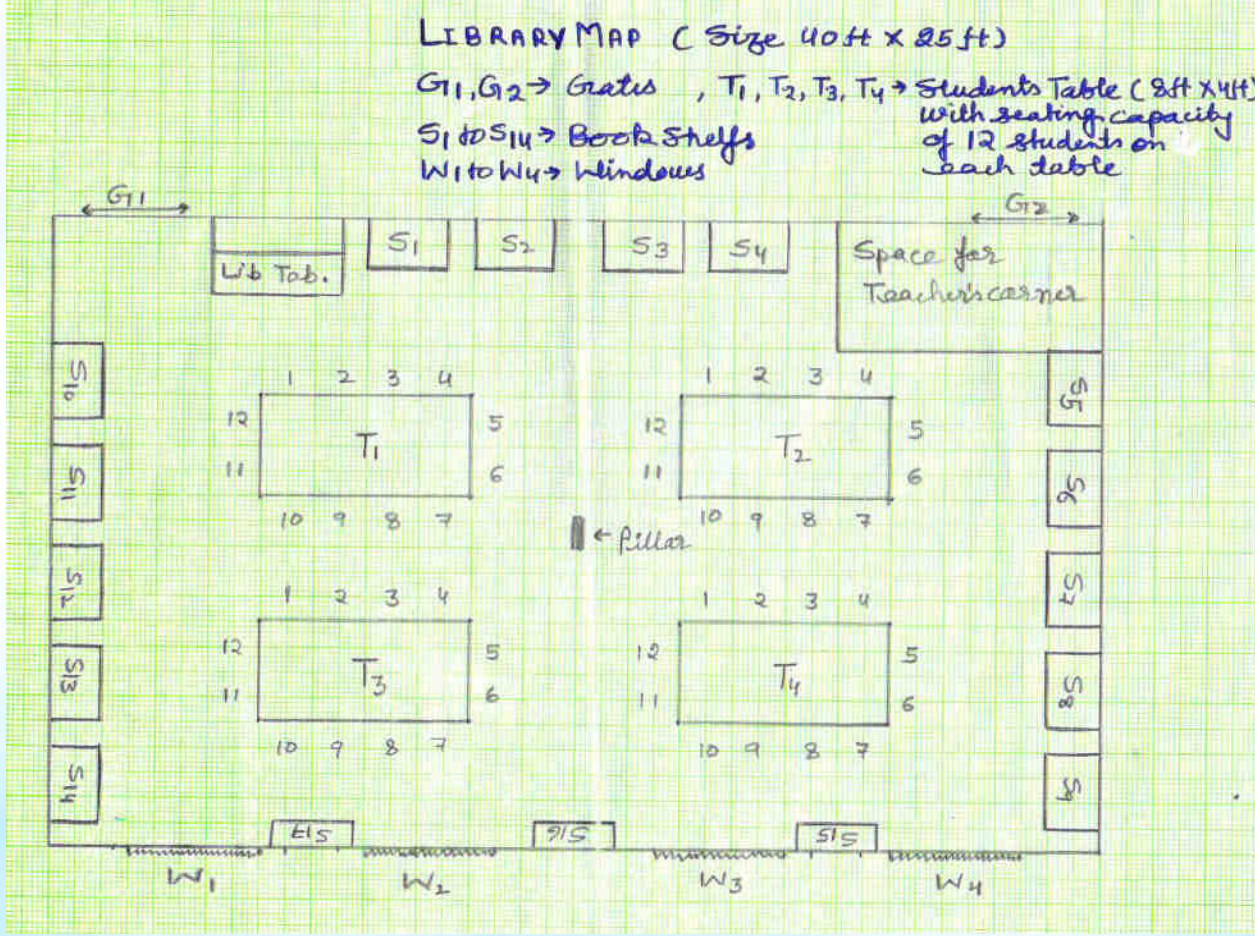 LIBRARY MAP ( Size 40ft x 25ft)
G1, G2 → Gates , T1, T2, T3, T4 → Students Table (8ft x 4ft)
with seating capacity
S1 to S14 → Book Shelfs of 12 students on
W1 to W4 → Windows each table
G1 G2
S1 S2 S3 S4 Space for
Lib Tab. Teacher's corner
S10 1 2 3 4 1 2 3 4 S5
12 T1 5 12 T2 5
S11 11 6 11 6 S6
10 9 8 7 10 9 8 7
← Pillar
S12 1 2 3 4 1 2 3 4 S7
12 T3 5 12 T4 5
S13 11 6 11 6 S8
10 9 8 7 10 9 8 7
S14 S9
S17 S16 S15
W1 W2 W3 W4